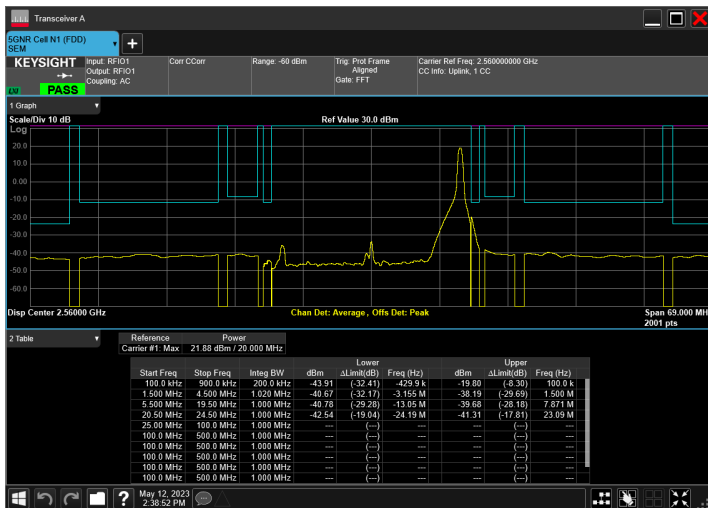 Transceiver A
5GNR Cell N1 (FDD)
SEM
KEYSIGHT
PASS
Input: RFIO1
Output: RFIO1
Coupling: AC
Corr CCorr
Range: -60 dBm
Trig: Prot Frame
Aligned
Gate: FFT
Carrier Ref Freq: 2.560000000 GHz
CC Info: Uplink, 1 CC
1 Graph
Scale/Div 10 dB
Ref Value 30.0 dBm
Log
20.0
10.0
0.00
-10.0
-20.0
-30.0
-40.0
-50.0
-60.0
Disp Center 2.56000 GHz
Chan Det: Average, Offs Det: Peak
Span 69.000 MH
2001 pts
2 Table
Reference Power
Carrier #1: Max 21.88 dBm / 20.000 MHz
Lower Upper
Start Freq Stop Freq Integ BW dBm ΔLimit(dB) Freq (Hz) dBm ΔLimit(dB) Freq (Hz)
100.0 kHz 900.0 kHz 200.0 kHz -43.91 (-32.41) -429.9 k -19.80 (-8.30) 100.0 k
1.500 MHz 4.500 MHz 1.020 MHz -40.67 (-32.17) -3.155 M -38.19 (-29.69) 1.500 M
5.500 MHz 19.50 MHz 1.000 MHz -40.78 (-29.28) -13.05 M -39.68 (-28.18) 7.871 M
20.50 MHz 24.50 MHz 1.000 MHz -42.54 (-19.04) -24.19 M -41.31 (-17.81) 23.09 M
25.00 MHz 100.0 MHz 1.000 MHz --- (---) --- --- (---) ---
100.0 MHz 500.0 MHz 1.000 MHz --- (---) --- --- (---) ---
100.0 MHz 500.0 MHz 1.000 MHz --- (---) --- --- (---) ---
100.0 MHz 500.0 MHz 1.000 MHz --- (---) --- --- (---) ---
100.0 MHz 500.0 MHz 1.000 MHz --- (---) --- --- (---) ---
100.0 MHz 500.0 MHz 1.000 MHz --- (---) --- --- (---) ---
?
May 12, 2023
2:38:52 PM